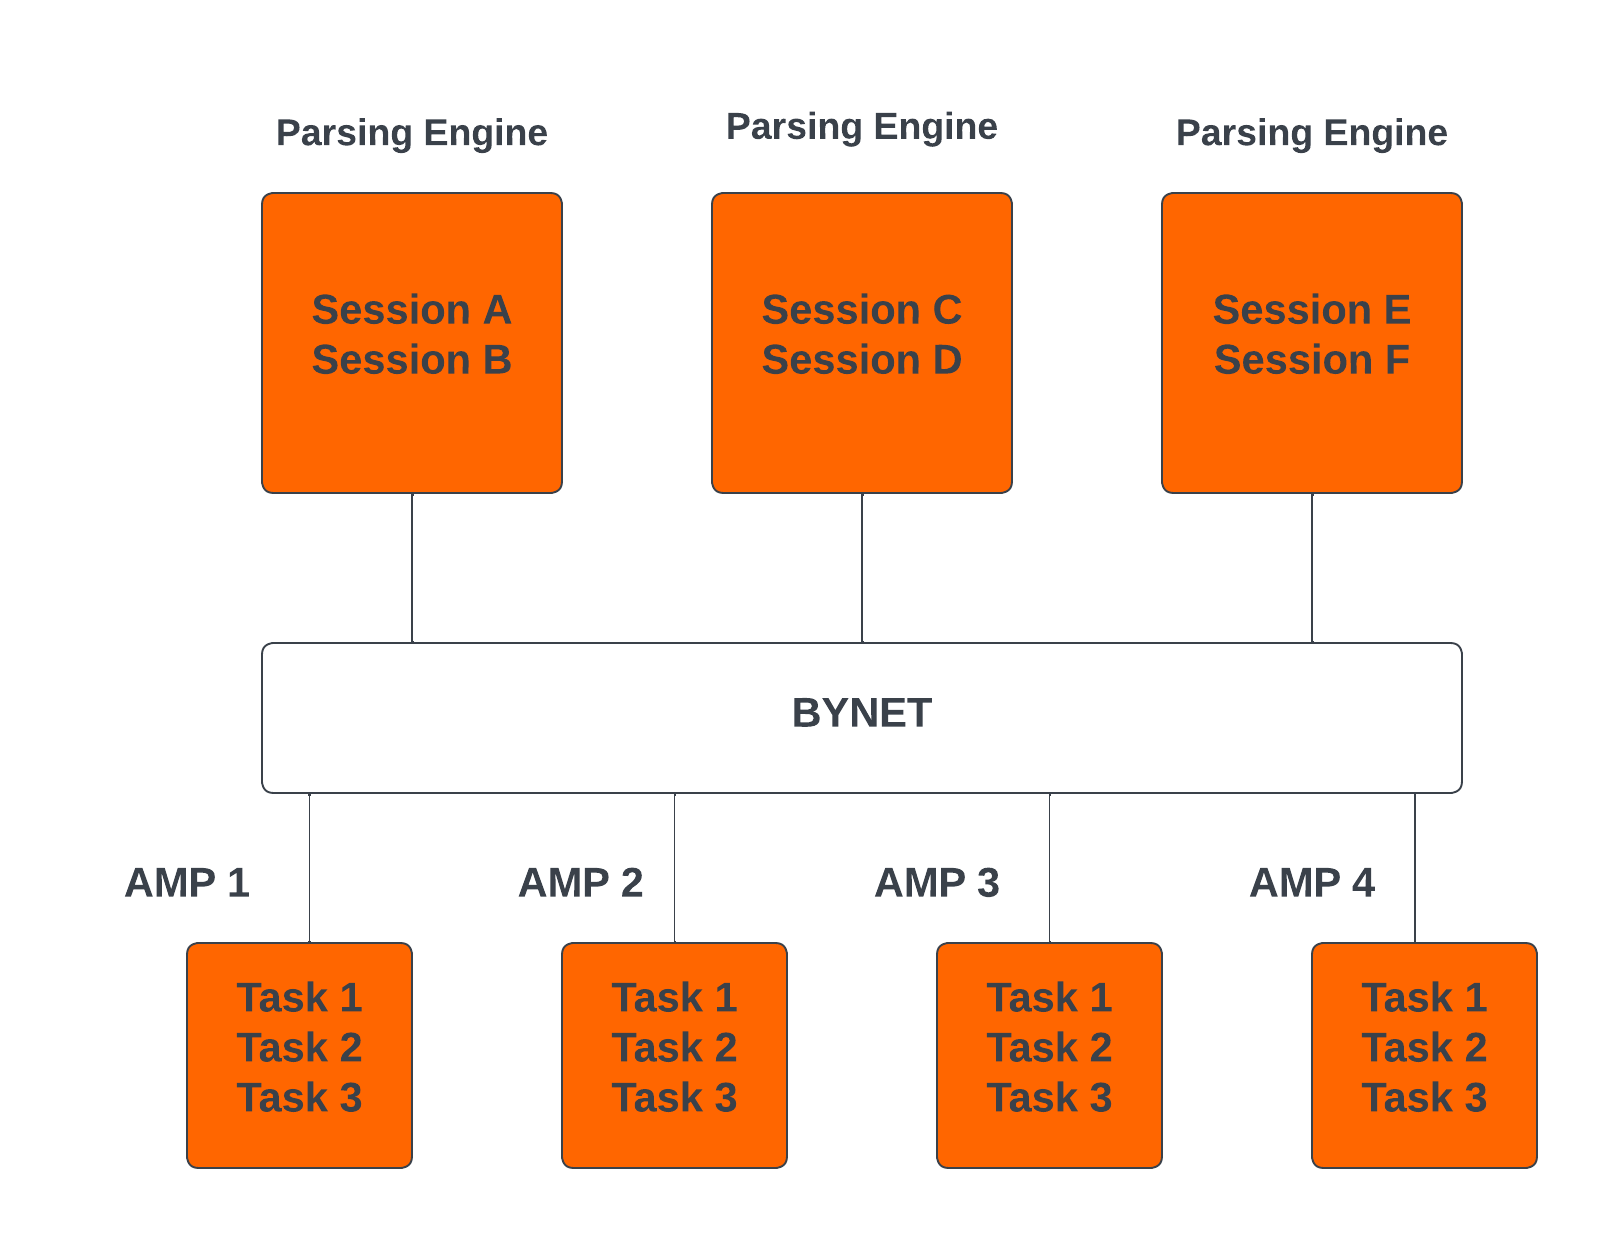 Parsing Engine
Parsing Engine
Parsing Engine
Session A
Session B
Session C
Session D
Session E
Session F
BYNET
AMP 1
AMP 2
AMP 3
AMP 4
Task 1
Task 2
Task 3
Task 1
Task 2
Task 3
Task 1
Task 2
Task 3
Task 1
Task 2
Task 3